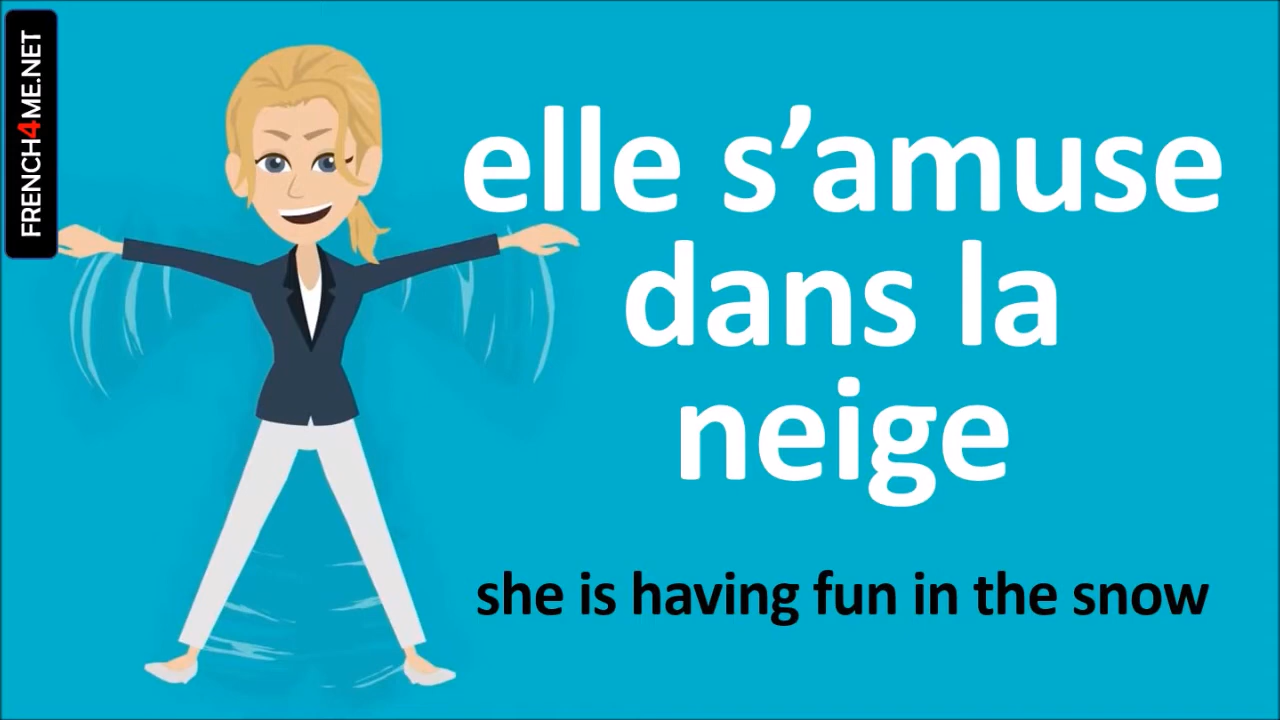 FRENCH4ME.NET
elle s’amuse
dans la
neige
she is having fun in the snow